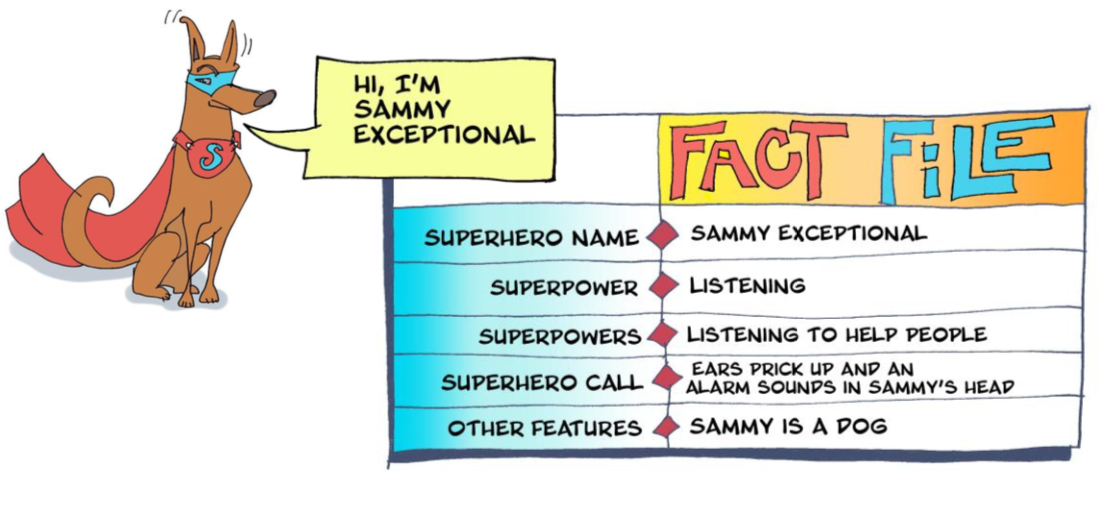 HI, I'M
SAMMY
EXCEPTIONAL
S
FACT FiLE
SUPERHERO NAME SAMMY EXCEPTIONAL
SUPERPOWER LISTENING
SUPERPOWERS LISTENING TO HELP PEOPLE
SUPERHERO CALL EARS PRICK UP AND AN
ALARM SOUNDS IN SAMMY'S HEAD
OTHER FEATURES SAMMY IS A DOG